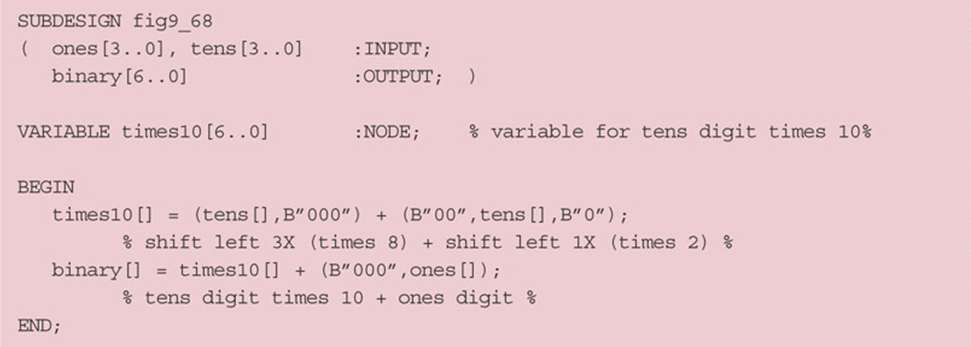 SUBDESIGN fig9_68
( ones[3..0], tens[3..0] :INPUT;
binary[6..0] :OUTPUT; )
VARIABLE times10[6..0] :NODE; % variable for tens digit times 10%
BEGIN
times10[] = (tens[],B”000”) + (B”00”,tens[],B”0”);
% shift left 3X (times 8) + shift left 1X (times 2) %
binary[] = times10[] + (B”000”,ones[]);
% tens digit times 10 + ones digit %
END;